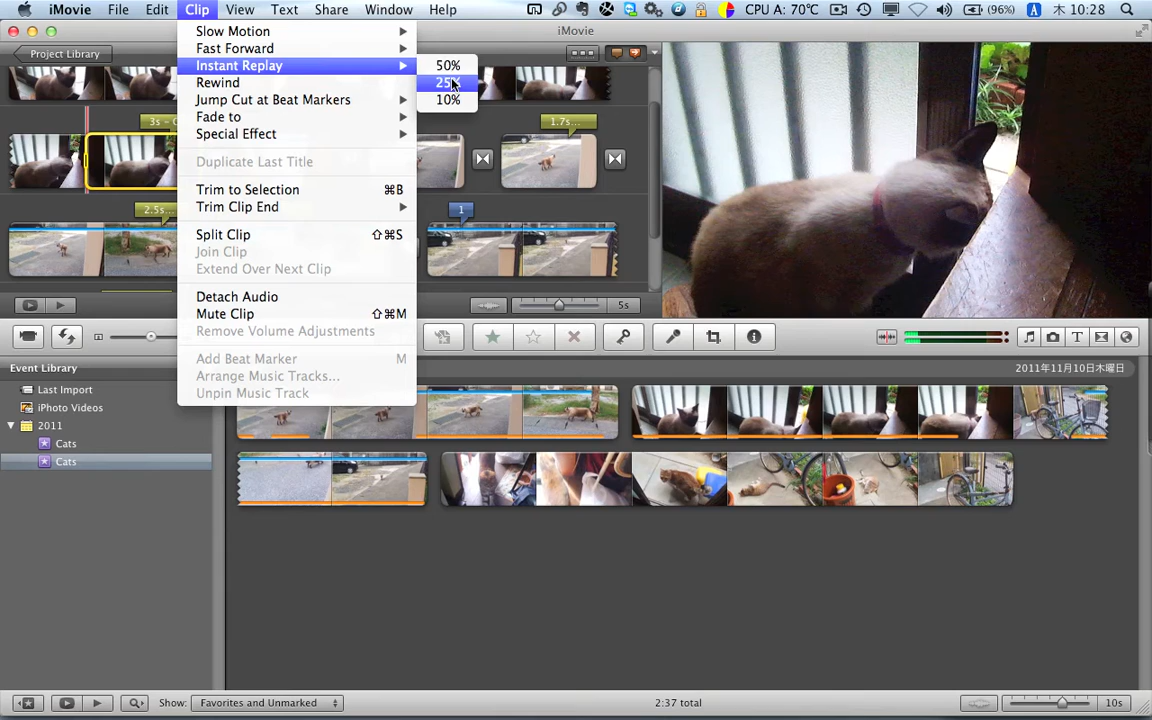 iMovie File Edit Clip View Text Share Window Help CPU A: 70℃ (96%) A 木 10:28
iMovie
Project Library
Slow Motion
Fast Forward
Instant Replay
50%
Rewind
25%
Jump Cut at Beat Markers
10%
Fade to
3s -
1.7s...
Special Effect
Duplicate Last Title
Trim to Selection ⌘B
Trim Clip End
2.5s...
1
Split Clip ⇧⌘S
Join Clip
Extend Over Next Clip
Detach Audio
5s
Mute Clip ⇧⌘M
Remove Volume Adjustments
Add Beat Marker M
Arrange Music Tracks...
Unpin Music Track
Event Library
2011年11月10日木曜日
Last Import
iPhoto Videos
2011
Cats
Cats
Show: Favorites and Unmarked
2:37 total
10s